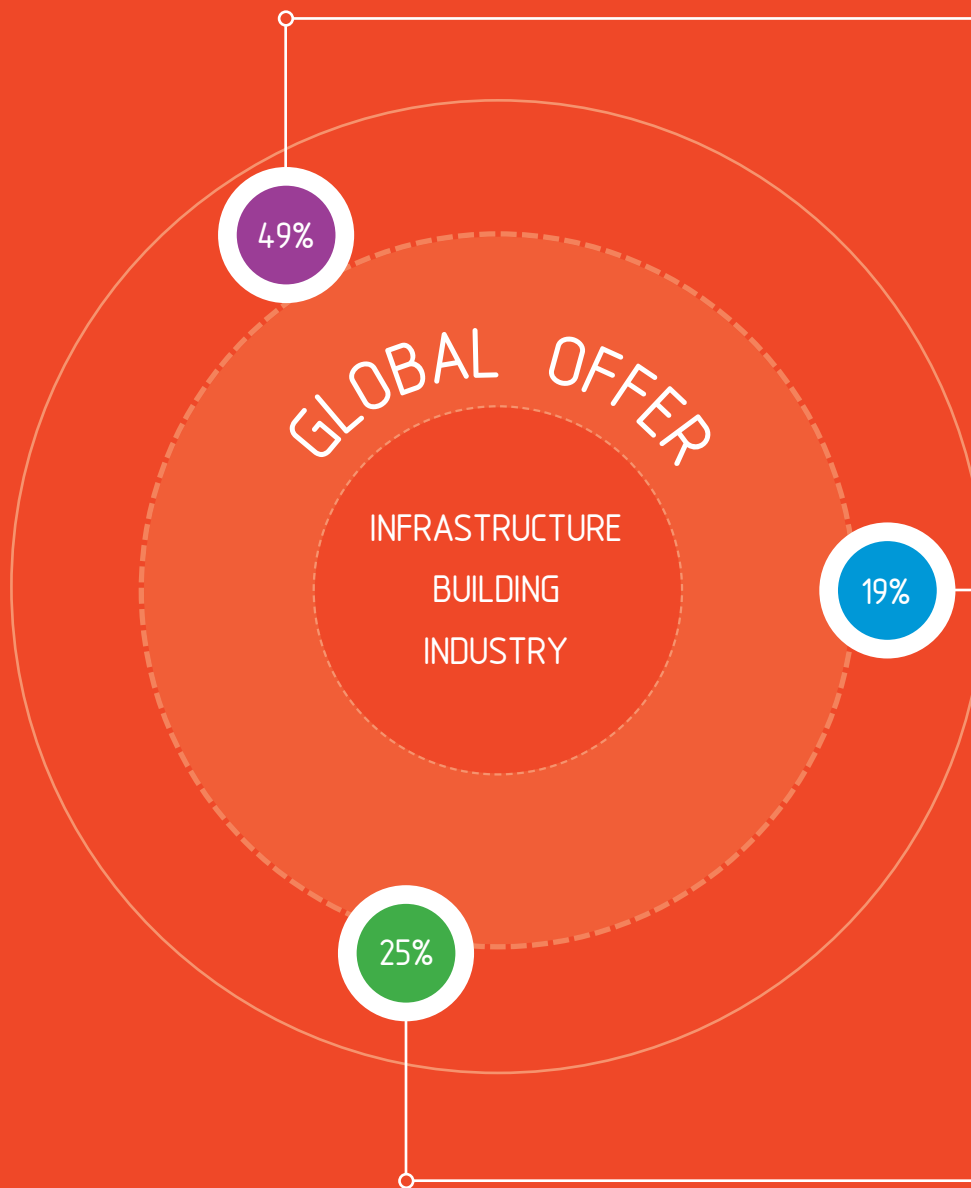 49%
GLOBAL OFFER
INFRASTRUCTURE
BUILDING
INDUSTRY
19%
25%